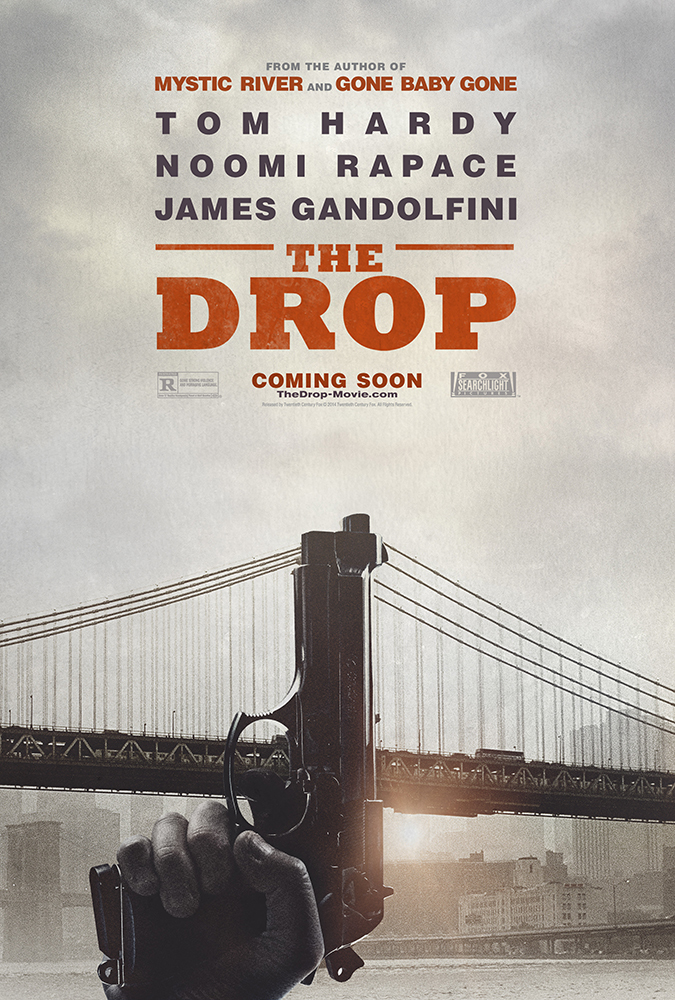 FROM THE AUTHOR OF
MYSTIC RIVER AND GONE BABY GONE
TOM HARDY
NOOMI RAPACE
JAMES GANDOLFINI
THE
DROP
R
COMING SOON
TheDrop-Movie.com
FOX
SEARCHLIGHT
PICTURES